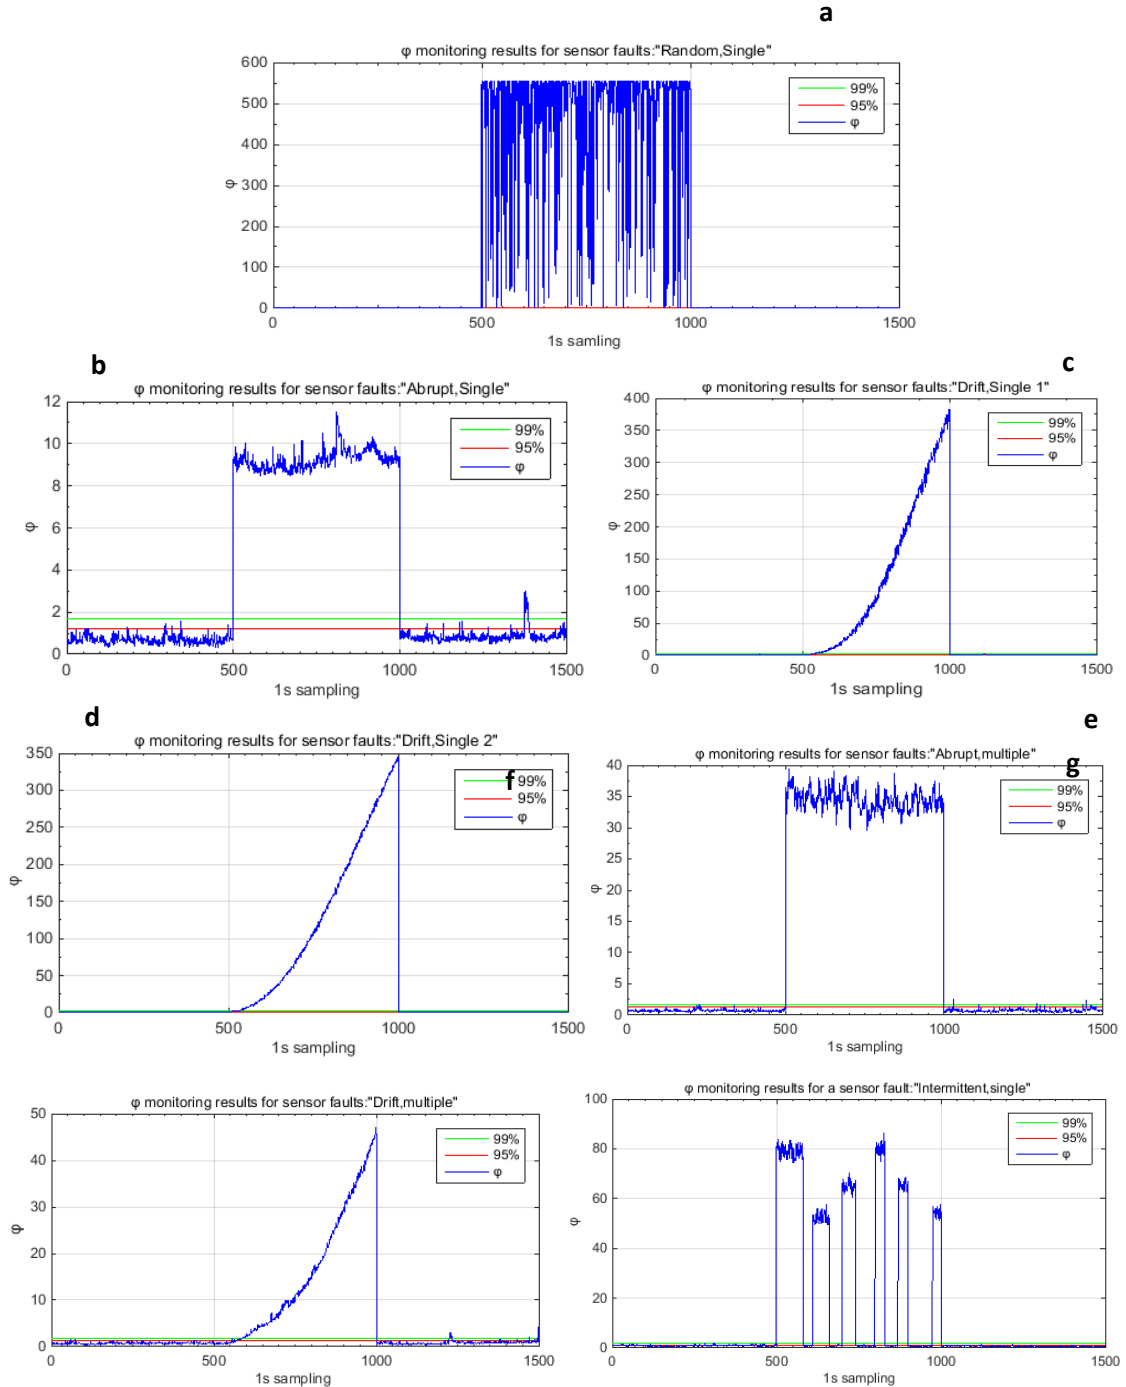 a
φ monitoring results for sensor faults:"Random,Single"
600
500
400
300
200
100
0
φ
99%
95%
φ
0 500 1000 1500
1s samling
b
φ monitoring results for sensor faults:"Abrupt,Single"
12
10
8
6
4
2
0
φ
99%
95%
φ
0 500 1000 1500
1s sampling
c
φ monitoring results for sensor faults:"Drift,Single 1"
400
350
300
250
200
150
100
50
0
φ
99%
95%
φ
0 500 1000 1500
1s sampling
d
φ monitoring results for sensor faults:"Drift,Single 2"
350
300
250
200
150
100
50
0
φ
f
99%
95%
φ
0 500 1000 1500
1s sampling
e
φ monitoring results for sensor faults:"Abrupt,multiple"
g
40
35
30
25
20
15
10
5
0
φ
99%
95%
φ
0 500 1000 1500
1s sampling
φ monitoring results for sensor faults:"Drift,multiple"
50
40
30
20
10
0
φ
99%
95%
φ
0 500 1000 1500
1s sampling
φ monitoring results for a sensor fault:"Intermittent,single"
100
80
60
40
20
0
φ
99%
95%
φ
0 500 1000 1500
1s sampling